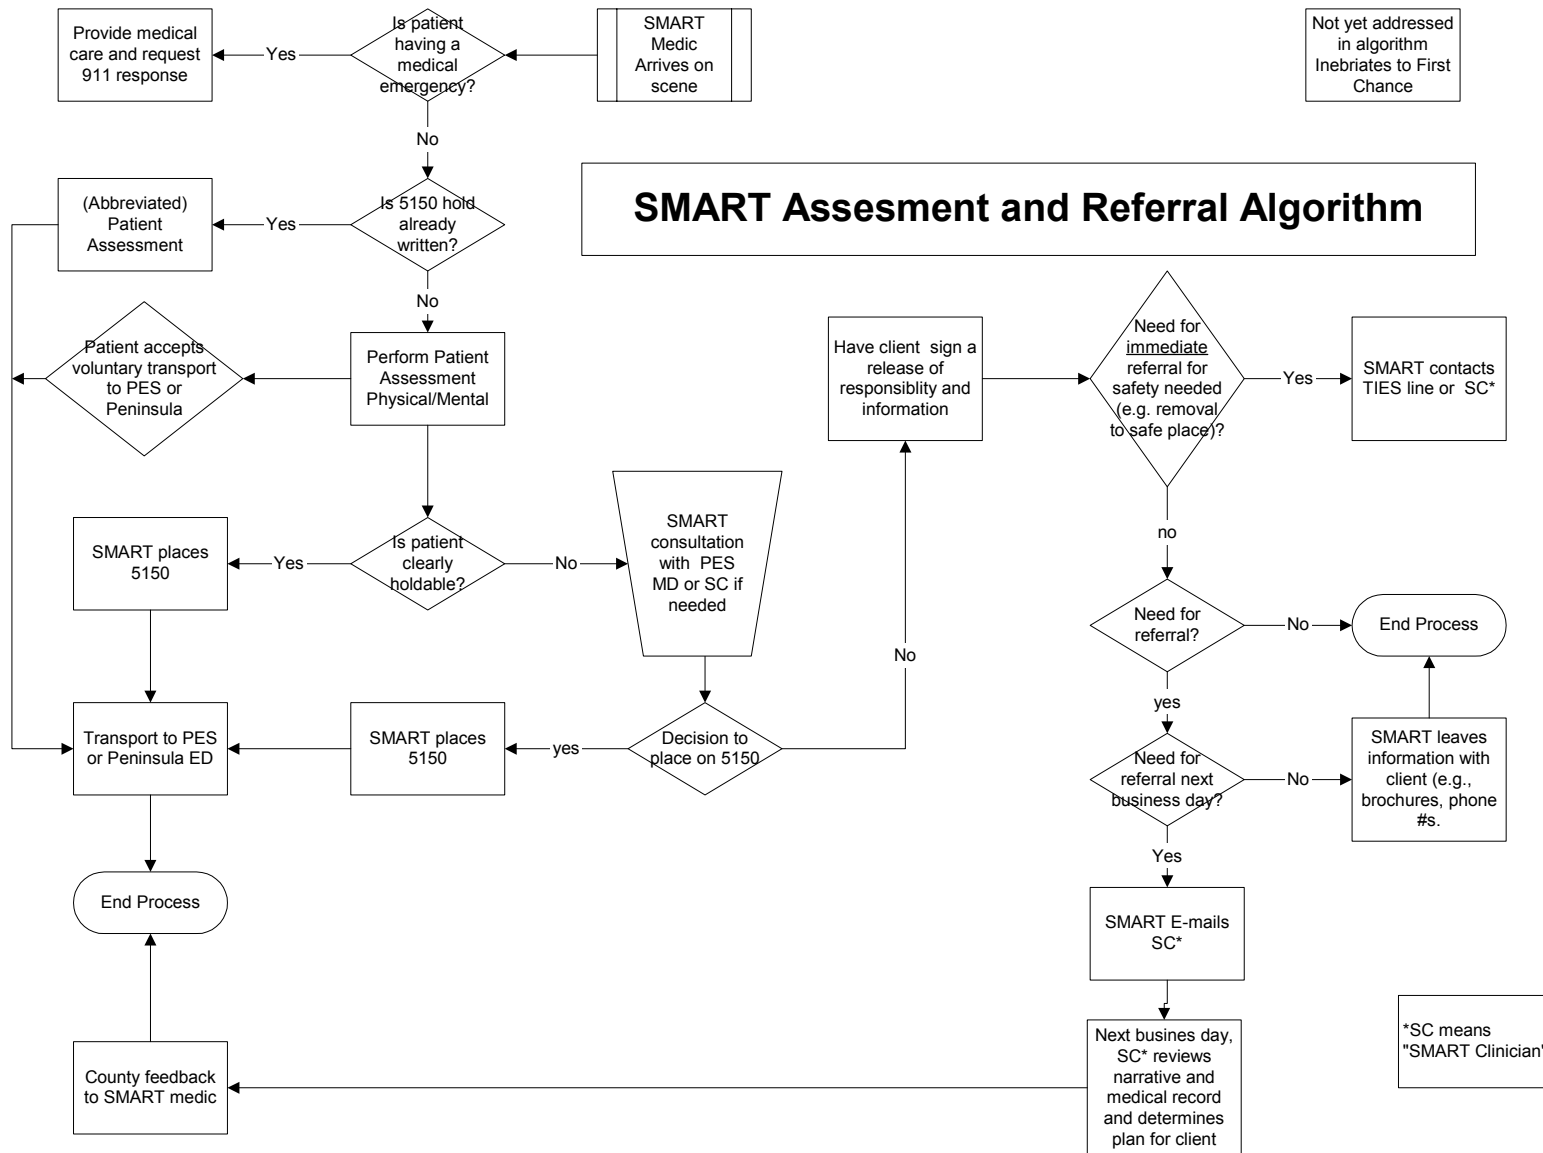 Provide medical
care and request
911 response
Yes
Is patient
having a
medical
emergency?
SMART
Medic
Arrives on
scene
Not yet addressed
in algorithm
Inebriates to First
Chance
No
SMART Assesment and Referral Algorithm
(Abbreviated)
Patient
Assessment
Yes
Is 5150 hold
already
written?
No
Patient accepts
voluntary transport
to PES or
Peninsula
Perform Patient
Assessment
Physical/Mental
Have client sign a
release of
responsiblity and
information
Need for
immediate
referral for
safety needed
(e.g. removal
to safe place)?
Yes
SMART contacts
TIES line or SC*
SMART places
5150
Yes
Is patient
clearly
holdable?
No
SMART
consultation
with PES
MD or SC if
needed
no
Need for
referral?
No
End Process
No
yes
Transport to PES
or Peninsula ED
SMART places
5150
yes
Decision to
place on 5150
Need for
referral next
business day?
No
SMART leaves
information with
client (e.g.,
brochures, phone
#s.
Yes
End Process
SMART E-mails
SC*
County feedback
to SMART medic
Next busines day,
SC* reviews
narrative and
medical record
and determines
plan for client
*SC means
"SMART Clinician"